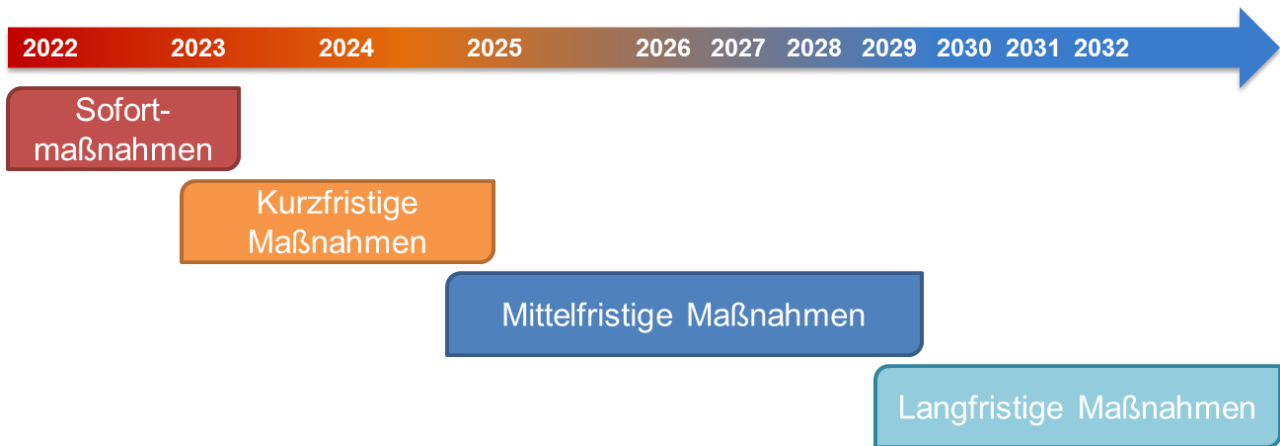 2022 2023 2024 2025 2026 2027 2028 2029 2030 2031 2032
Sofort-
maßnahmen
Kurzfristige
Maßnahmen
Mittelfristige Maßnahmen
Langfristige Maßnahmen